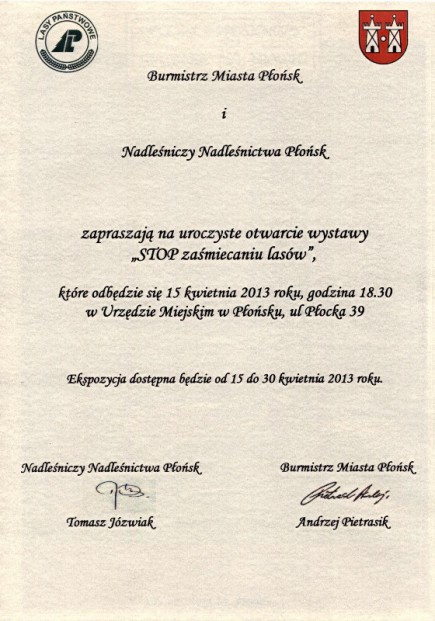 LASY PAŃSTWOWE
Burmistrz Miasta Płońsk
i
Nadleśniczy Nadleśnictwa Płońsk
zapraszają na uroczyste otwarcie wystawy
„STOP zaśmiecaniu lasów”,
które odbędzie się 15 kwietnia 2013 roku, godzina 18.30
w Urzędzie Miejskim w Płońsku, ul Płocka 39
Ekspozycja dostępna będzie od 15 do 30 kwietnia 2013 roku.
Nadleśniczy Nadleśnictwa Płońsk
Burmistrz Miasta Płońsk
Tomasz Józwiak
Andrzej Pietrasik